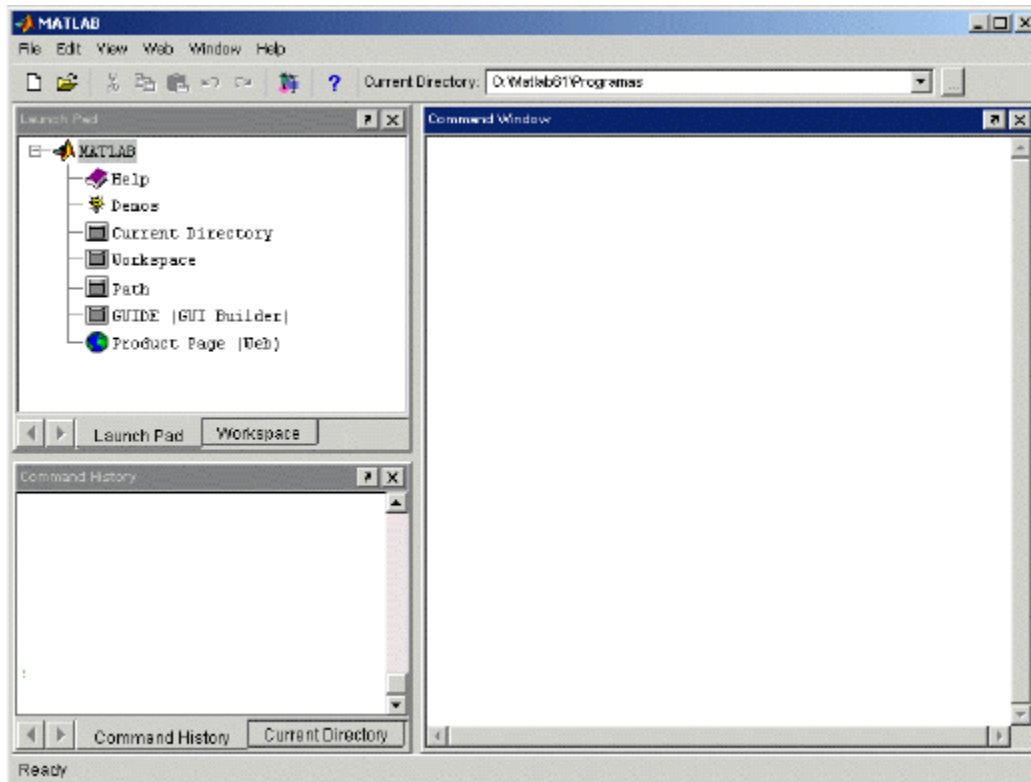 MATLAB
File Edit View Web Window Help
? Current Directory: D:\Matlab61\Programas ...
Launch Pad
MATLAB
Help
Demos
Current Directory
Workspace
Path
GUIDE (GUI Builder)
Product Page (Web)
Launch Pad Workspace
Command History
Command History Current Directory
Command Window
Ready